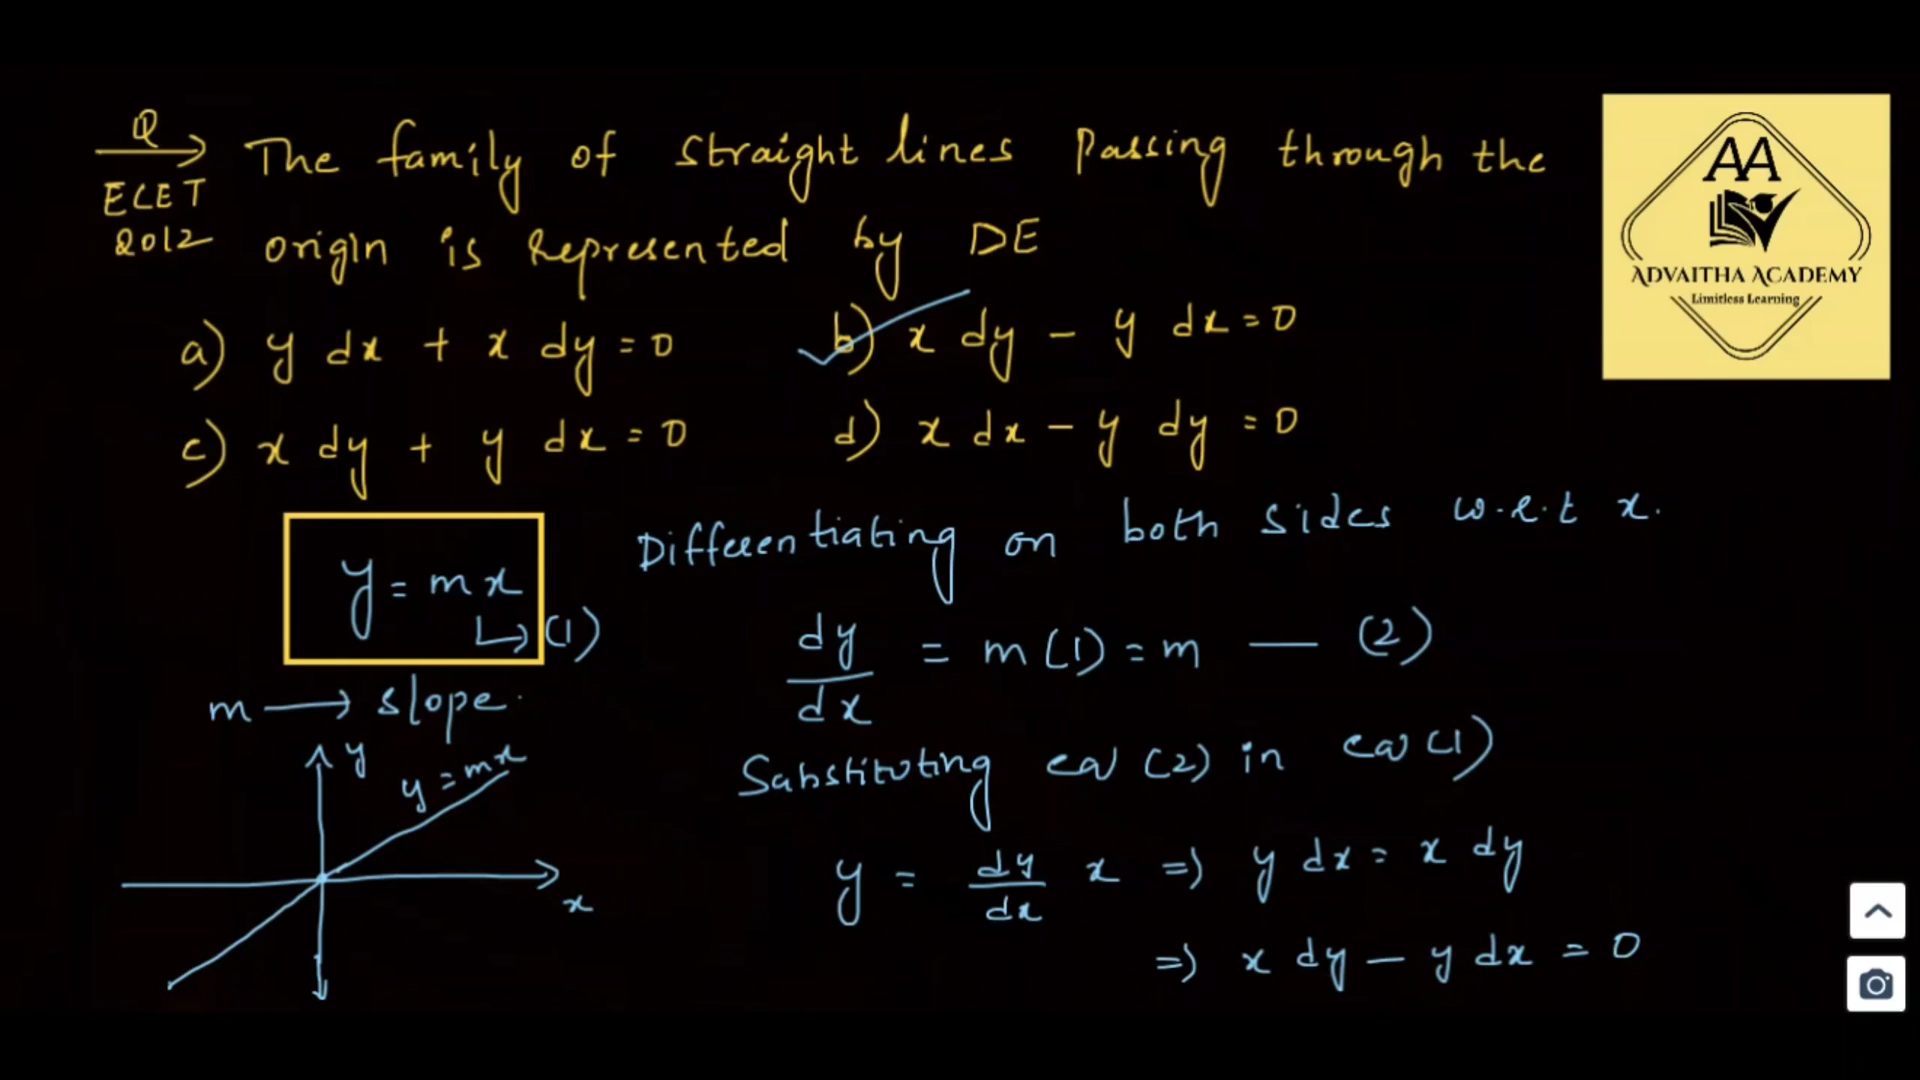 Q
ECET
2012
The family of straight lines passing through the
origin is represented by DE
a) y dx + x dy = 0
b) x dy - y dx = 0
c) x dy + y dx = 0
d) x dx - y dy = 0
AA
ADVAITHA ACADEMY
Limitless Learning
y = mx
↳ (1)
m → slope.
y
y = mx
x
Differentiating on both sides w.r.t x.
dy/dx = m(1) = m — (2)
Substituting eq (2) in eq (1)
y = dy/dx x ⇒ y dx = x dy
⇒ x dy - y dx = 0